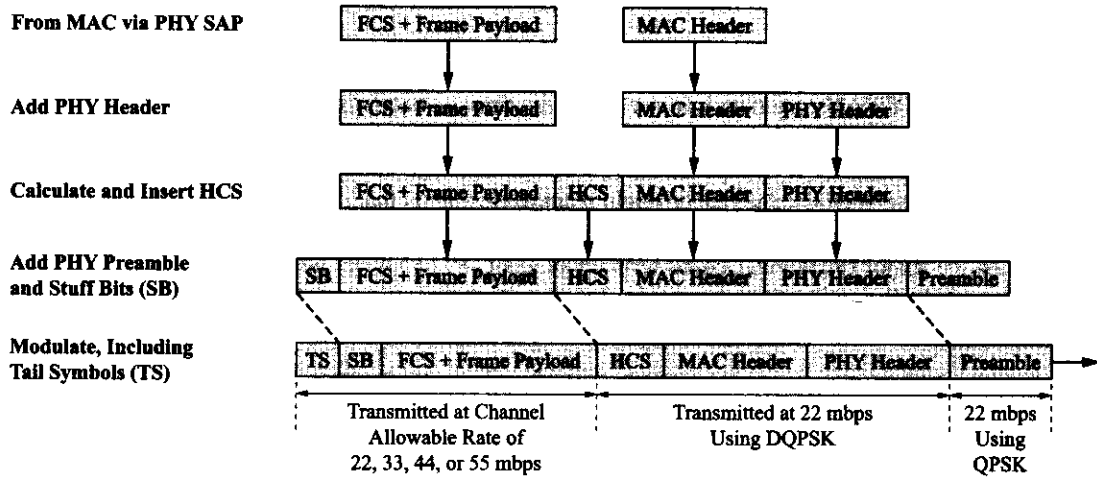 From MAC via PHY SAP
FCS + Frame Payload
MAC Header
Add PHY Header
FCS + Frame Payload
MAC Header
PHY Header
Calculate and Insert HCS
FCS + Frame Payload
HCS
MAC Header
PHY Header
Add PHY Preamble
and Stuff Bits (SB)
SB
FCS + Frame Payload
HCS
MAC Header
PHY Header
Preamble
Modulate, Including
Tail Symbols (TS)
TS
SB
FCS + Frame Payload
HCS
MAC Header
PHY Header
Preamble
Transmitted at Channel
Allowable Rate of
22, 33, 44, or 55 mbps
Transmitted at 22 mbps
Using DQPSK
22 mbps
Using
QPSK